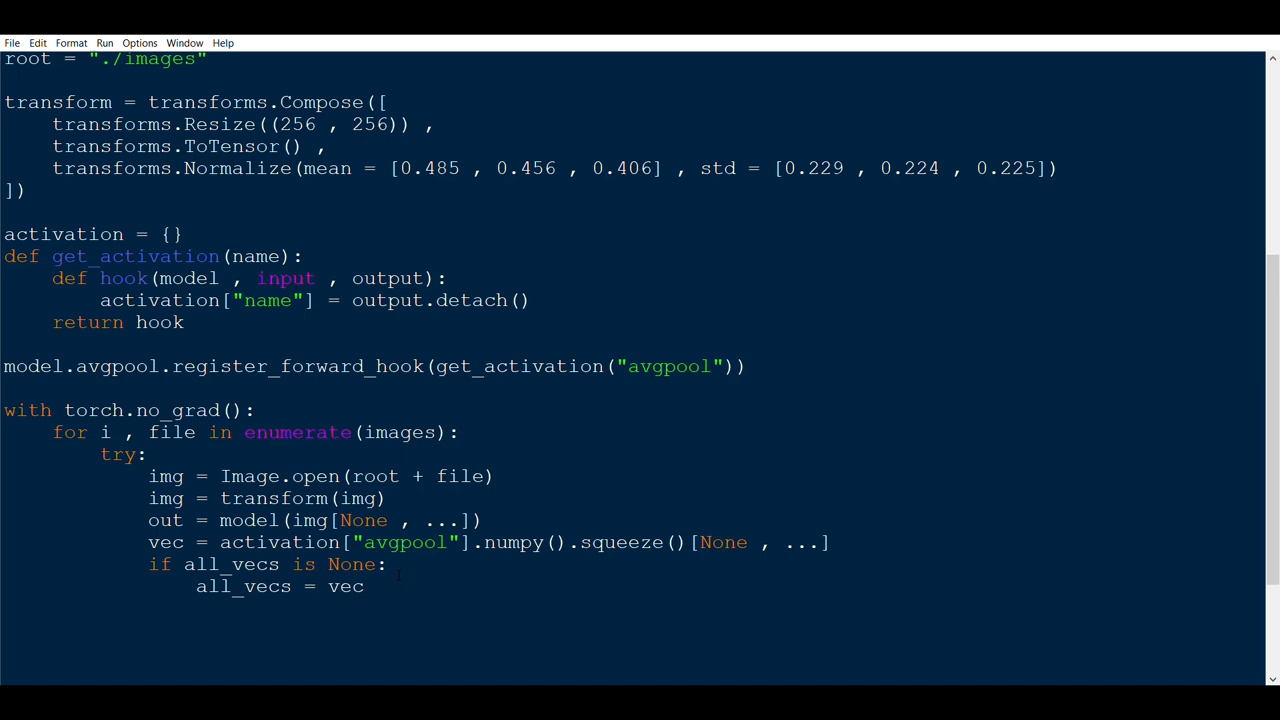 File Edit Format Run Options Window Help
root = "./images"
transform = transforms.Compose([
    transforms.Resize((256 , 256)) ,
    transforms.ToTensor() ,
    transforms.Normalize(mean = [0.485 , 0.456 , 0.406] , std = [0.229 , 0.224 , 0.225])
])
activation = {}
def get_activation(name):
    def hook(model , input , output):
        activation["name"] = output.detach()
    return hook
model.avgpool.register_forward_hook(get_activation("avgpool"))
with torch.no_grad():
    for i , file in enumerate(images):
        try:
            img = Image.open(root + file)
            img = transform(img)
            out = model(img[None , ...])
            vec = activation["avgpool"].numpy().squeeze()[None , ...]
            if all_vecs is None:
                all_vecs = vec